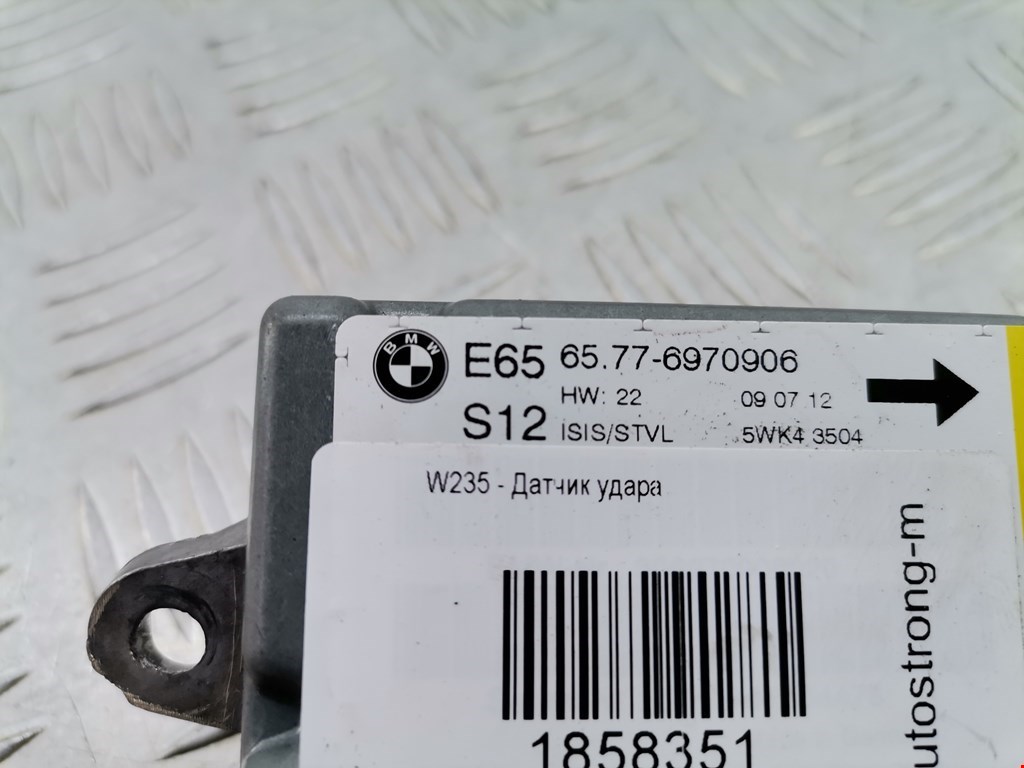 BMW
E65 65.77-6970906
HW: 22 09 07 12
S12 ISIS/STVL 5WK4 3504
W235 - Датчик удара
1858351
utostrong-m